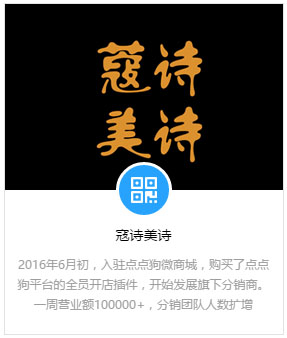 蔻诗
美诗
蔻诗美诗
2016年6月初，入驻点点狗微商城，购买了点点
狗平台的全员开店插件，开始发展旗下分销商。
一周营业额100000+，分销团队人数扩增